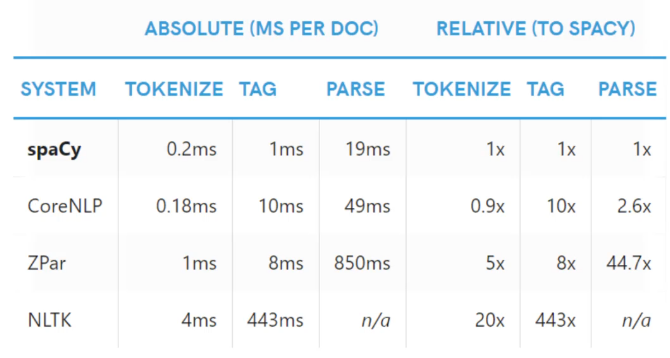 ABSOLUTE (MS PER DOC) RELATIVE (TO SPACY)
SYSTEM TOKENIZE TAG PARSE TOKENIZE TAG PARSE
spaCy 0.2ms 1ms 19ms 1x 1x 1x
CoreNLP 0.18ms 10ms 49ms 0.9x 10x 2.6x
ZPar 1ms 8ms 850ms 5x 8x 44.7x
NLTK 4ms 443ms n/a 20x 443x n/a